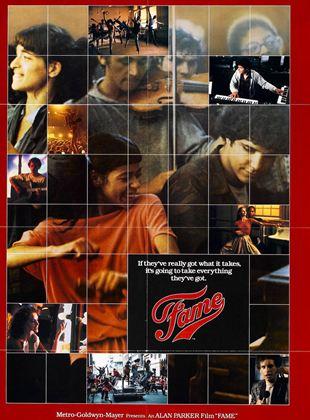 If they've really got what it takes,
it's going to take everything
they've got.
Fame
Metro-Goldwyn-Mayer Presents An ALAN PARKER Film "FAME"